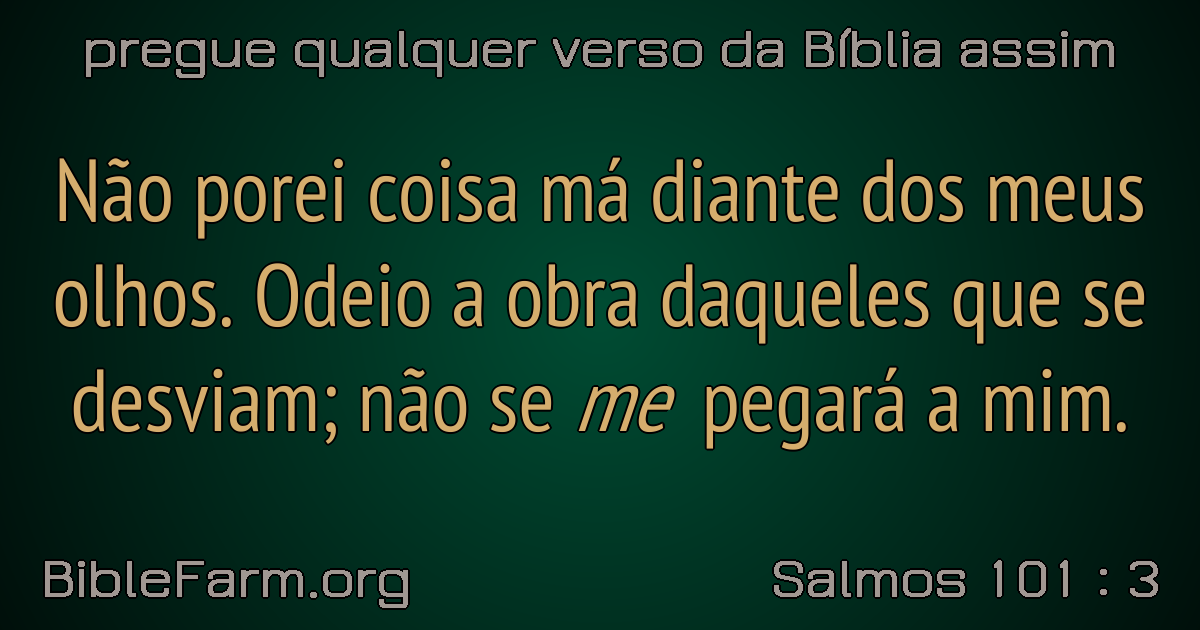 pregue qualquer verso da Bíblia assim
Não porei coisa má diante dos meus
olhos. Odeio a obra daqueles que se
desviam; não se me pegará a mim.
BibleFarm.org
Salmos 101 : 3